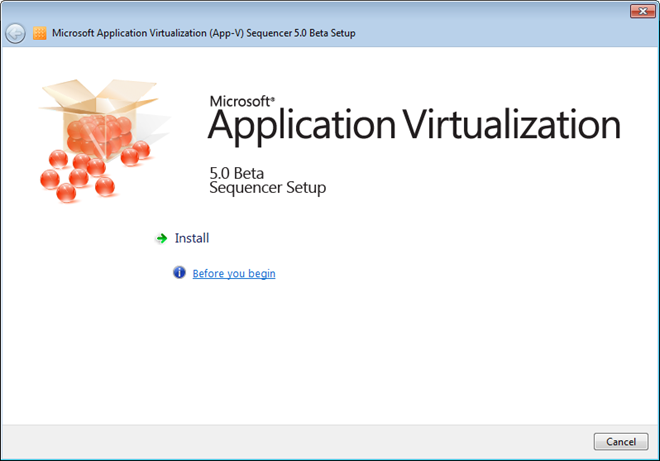 Microsoft Application Virtualization (App-V) Sequencer 5.0 Beta Setup
Microsoft®
Application Virtualization
5.0 Beta
Sequencer Setup
Install
Before you begin
Cancel